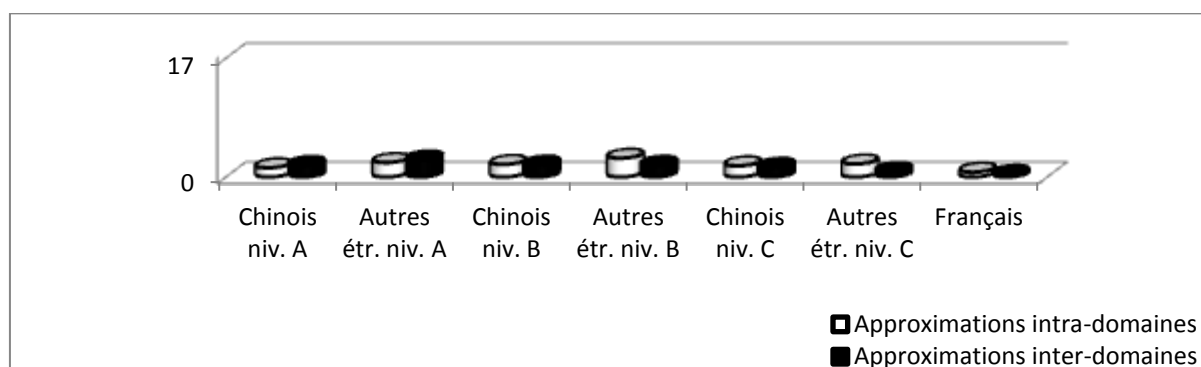 17
0
Chinois niv. A
Autres étr. niv. A
Chinois niv. B
Autres étr. niv. B
Chinois niv. C
Autres étr. niv. C
Français
Approximations intra-domaines
Approximations inter-domaines